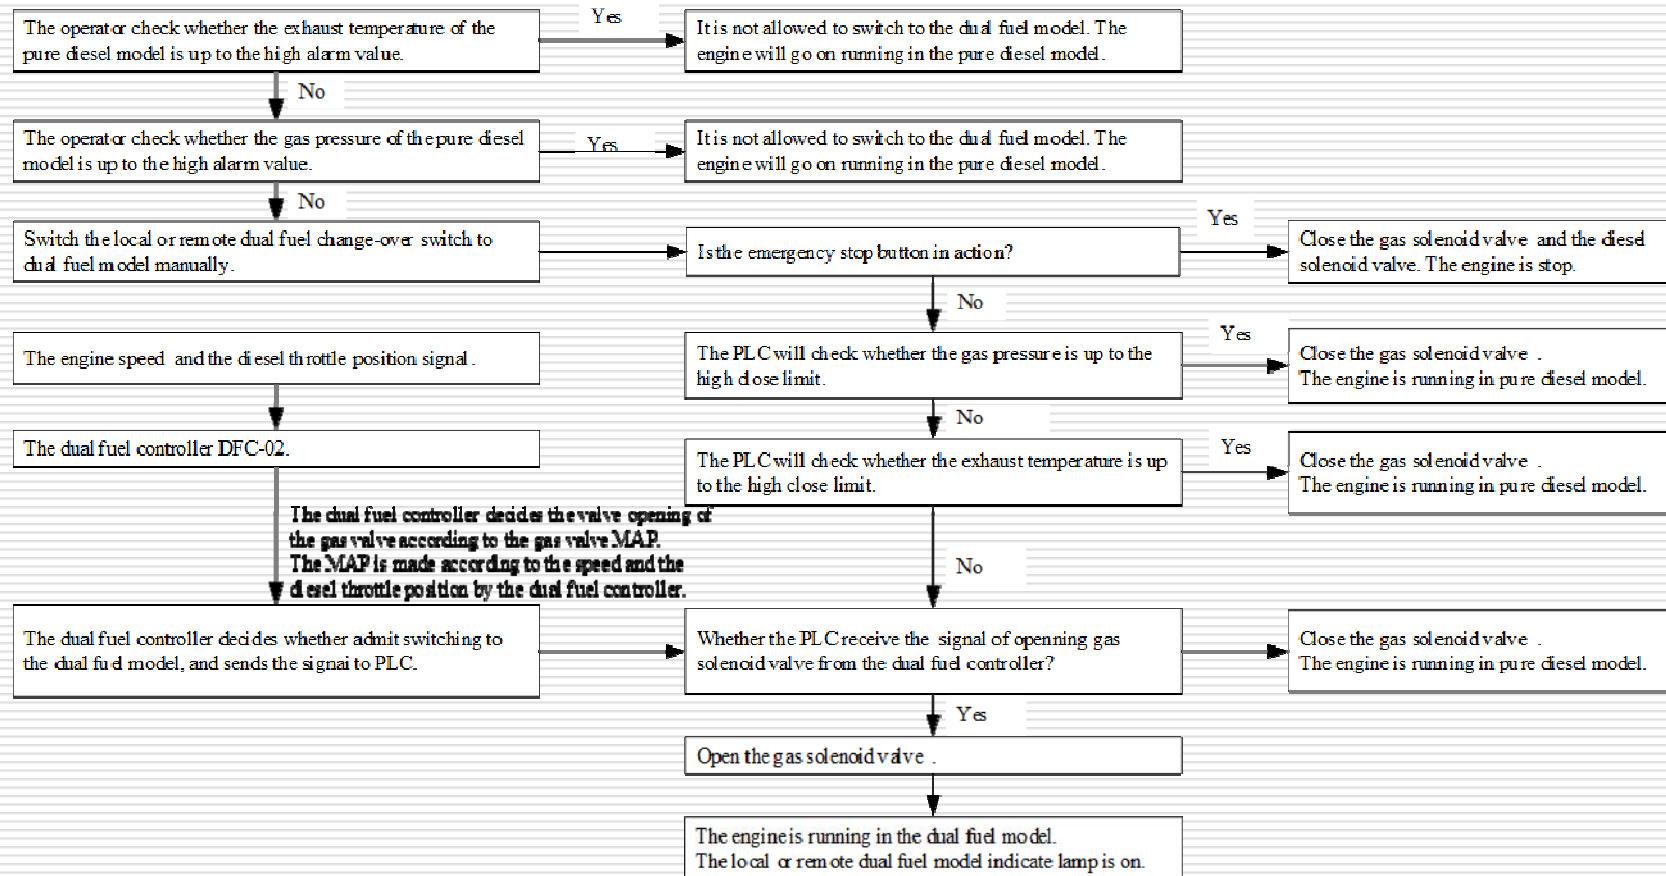 The operator check whether the exhaust temperature of the
pure diesel model is up to the high alarm value.
Yes
It is not allowed to switch to the dual fuel model. The
engine will go on running in the pure diesel model.
No
The operator check whether the gas pressure of the pure diesel
model is up to the high alarm value.
Yes
It is not allowed to switch to the dual fuel model. The
engine will go on running in the pure diesel model.
No
Switch the local or remote dual fuel change-over switch to
dual fuel model manually.
Is the emergency stop button in action?
Yes
Close the gas solenoid valve and the diesel
solenoid valve. The engine is stop.
No
The engine speed and the diesel throttle position signal.
The PLC will check whether the gas pressure is up to the
high close limit.
Yes
Close the gas solenoid valve .
The engine is running in pure diesel model.
No
The dual fuel controller DFC-02.
The PLC will check whether the exhaust temperature is up
to the high close limit.
Yes
Close the gas solenoid valve .
The engine is running in pure diesel model.
The dual fuel controller decides the valve opening of
the gas valve according to the gas valve MAP.
The MAP is made according to the speed and the
diesel throttle position by the dual fuel controller.
No
The dual fuel controller decides whether admit switching to
the dual fuel model, and sends the signai to PLC.
Whether the PLC receive the signal of openning gas
solenoid valve from the dual fuel controller?
Close the gas solenoid valve .
The engine is running in pure diesel model.
Yes
Open the gas solenoid valve .
The engine is running in the dual fuel model.
The local or remote dual fuel model indicate lamp is on.